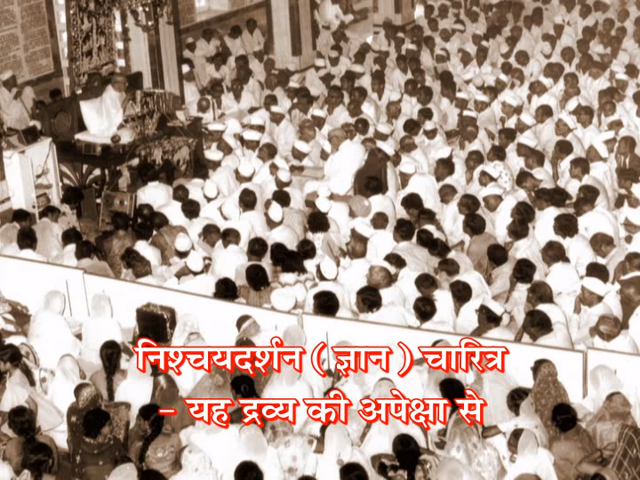 निश्चयदर्शन ( ज्ञान ) चारित्र
- यह द्रव्य की अपेक्षा से